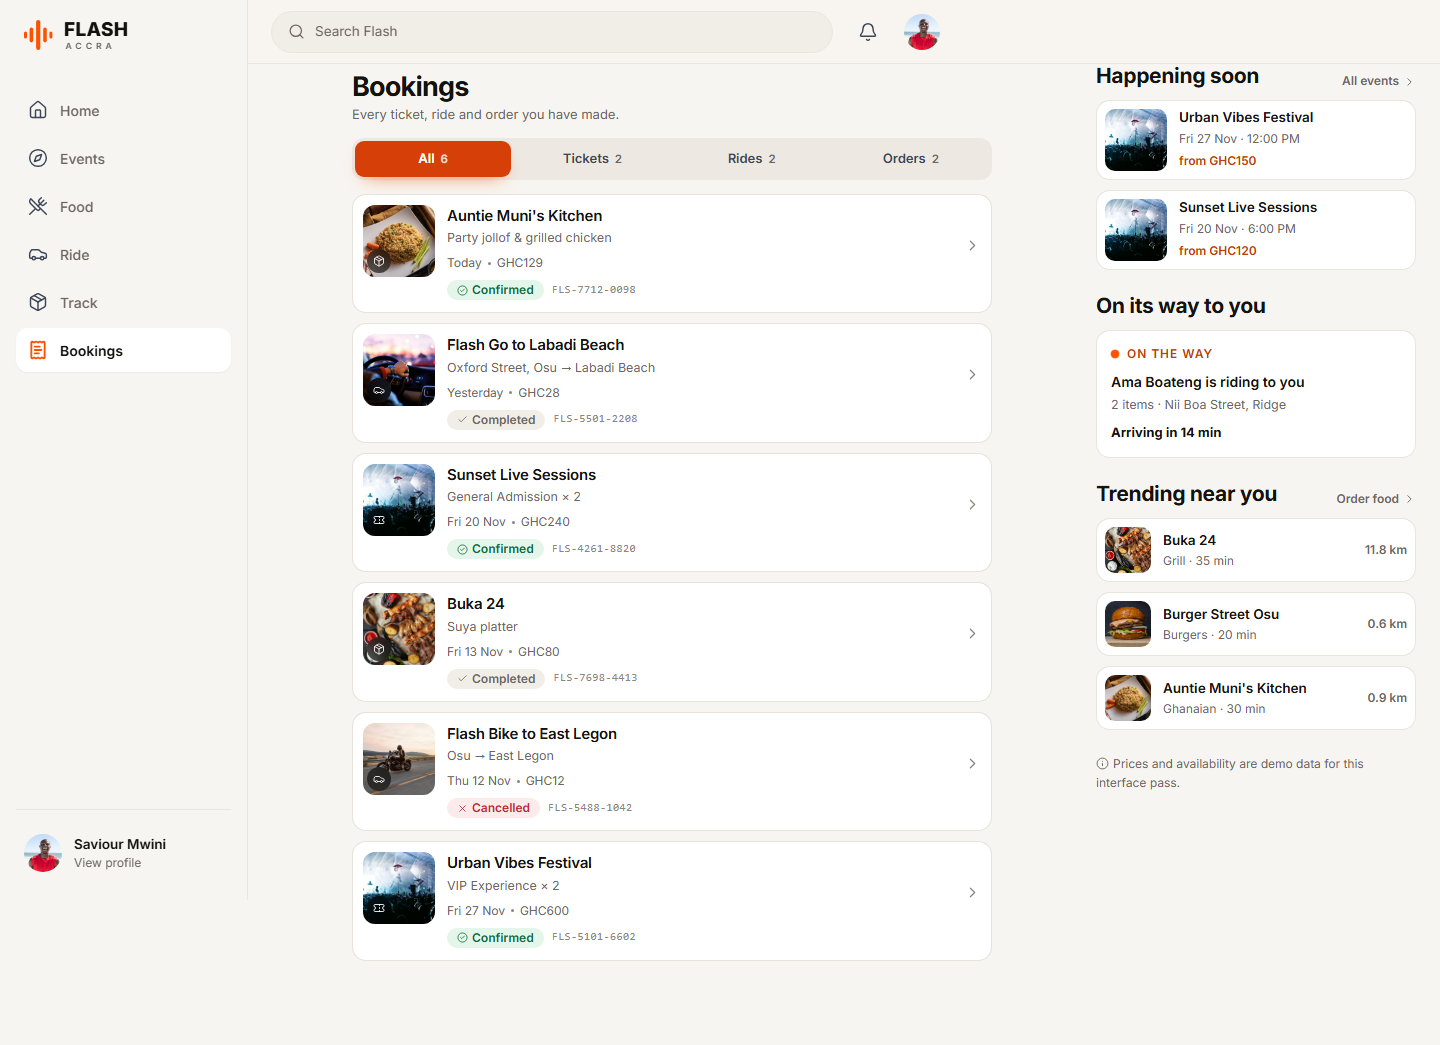 FLASH
ACCRA
Search Flash
Home
Events
Food
Ride
Track
Bookings
Saviour Mwini
View profile
Bookings
Every ticket, ride and order you have made.
All 6
Tickets 2
Rides 2
Orders 2
Auntie Muni's Kitchen
Party jollof & grilled chicken
Today • GHC129
Confirmed FLS-7712-0098
Flash Go to Labadi Beach
Oxford Street, Osu → Labadi Beach
Yesterday • GHC28
Completed FLS-5501-2208
Sunset Live Sessions
General Admission × 2
Fri 20 Nov • GHC240
Confirmed FLS-4261-8820
Buka 24
Suya platter
Fri 13 Nov • GHC80
Completed FLS-7698-4413
Flash Bike to East Legon
Osu → East Legon
Thu 12 Nov • GHC12
Cancelled FLS-5488-1042
Urban Vibes Festival
VIP Experience × 2
Fri 27 Nov • GHC600
Confirmed FLS-5101-6602
Happening soon
All events
Urban Vibes Festival
Fri 27 Nov · 12:00 PM
from GHC150
Sunset Live Sessions
Fri 20 Nov · 6:00 PM
from GHC120
On its way to you
ON THE WAY
Ama Boateng is riding to you
2 items · Nii Boa Street, Ridge
Arriving in 14 min
Trending near you
Order food
Buka 24
Grill · 35 min
11.8 km
Burger Street Osu
Burgers · 20 min
0.6 km
Auntie Muni's Kitchen
Ghanaian · 30 min
0.9 km
Prices and availability are demo data for this
interface pass.